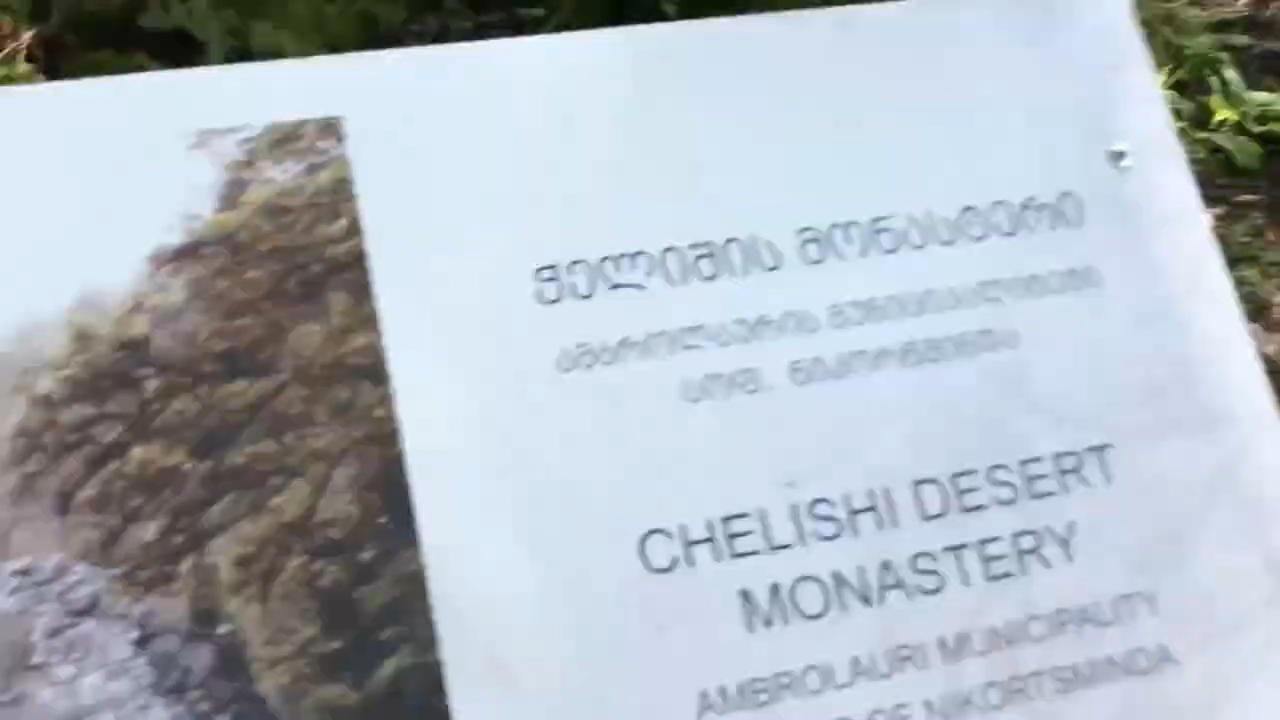 ჭელიშის მონასტერი
ამბროლაურის მუნიციპალიტეტი
სოფ. ნიკორწმინდა
CHELISHI DESERT
MONASTERY
AMBROLAURI MUNICIPALITY
OF NIKORTSMINDA